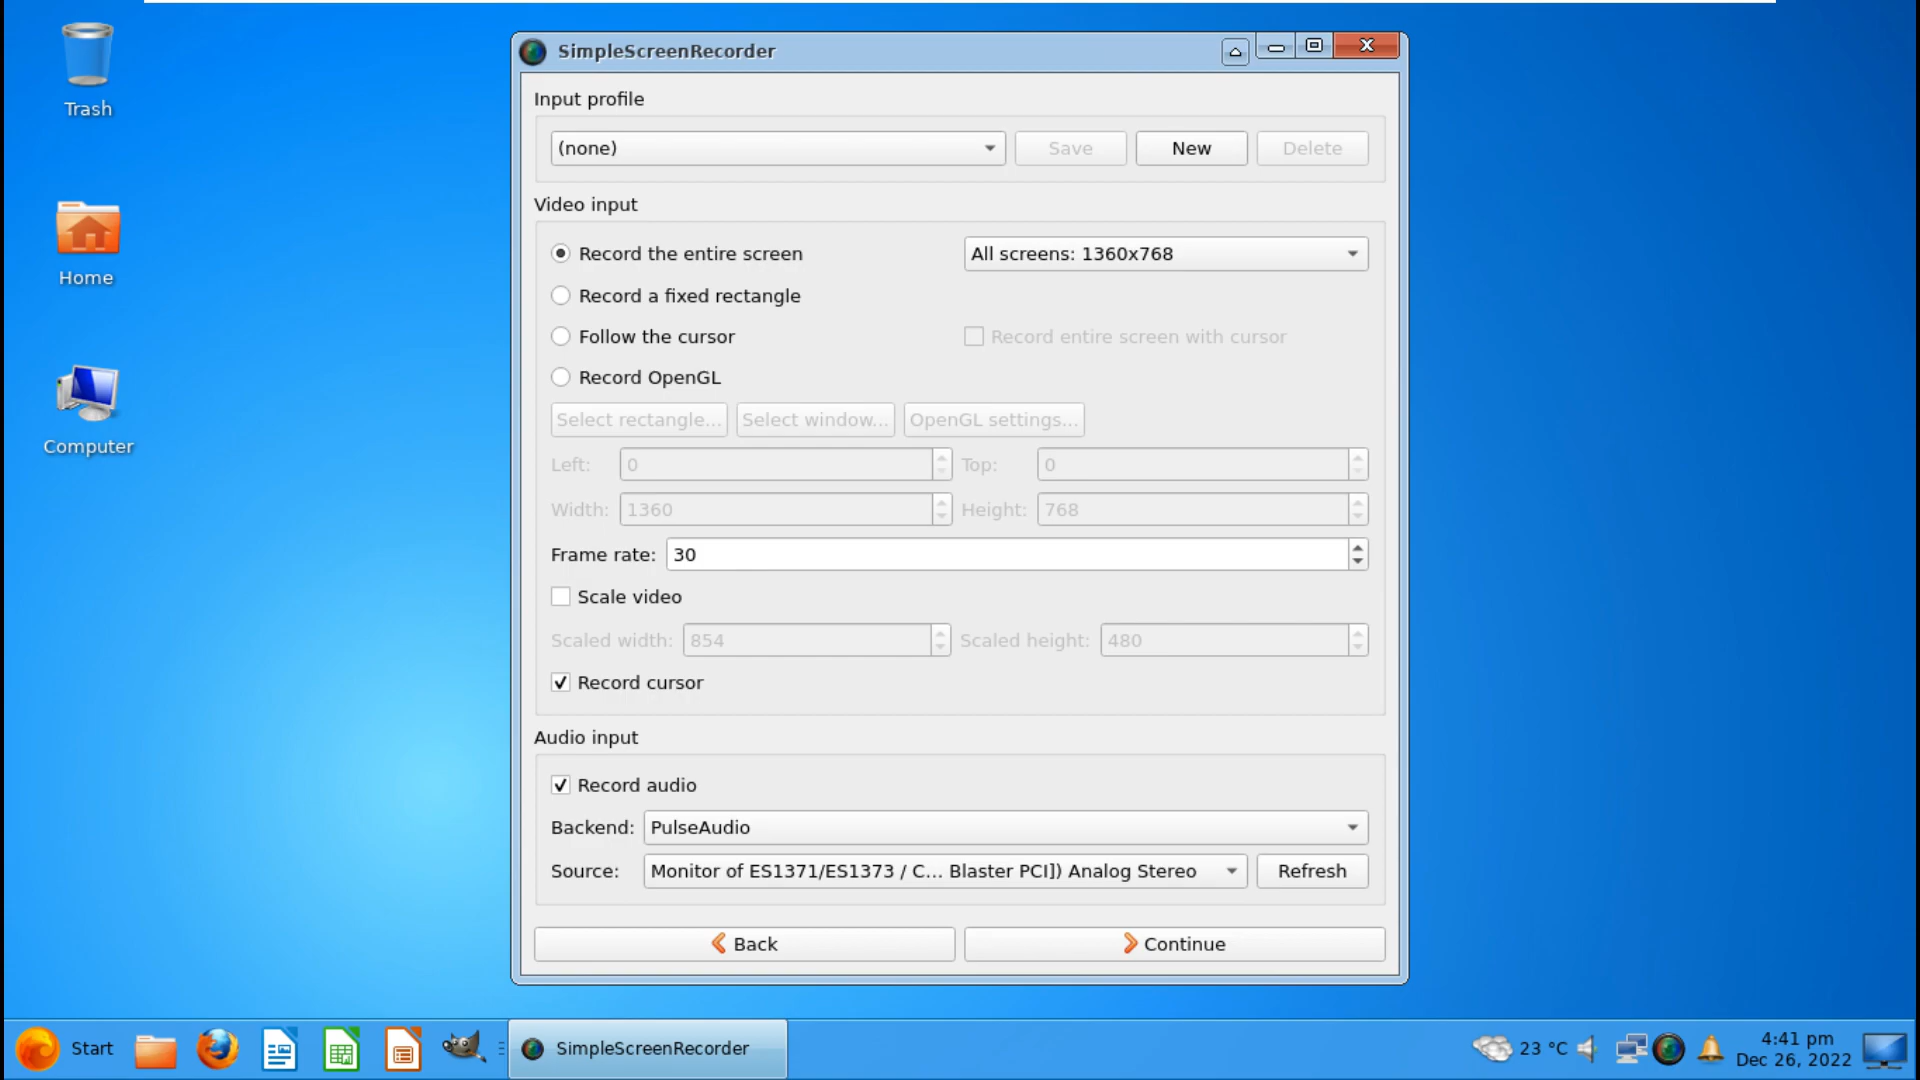 Trash
Home
Computer
SimpleScreenRecorder
Input profile
(none) Save New Delete
Video input
Record the entire screen All screens: 1360x768
Record a fixed rectangle
Follow the cursor Record entire screen with cursor
Record OpenGL
Select rectangle... Select window... OpenGL settings...
Left: 0 Top: 0
Width: 1360 Height: 768
Frame rate: 30
Scale video
Scaled width: 854 Scaled height: 480
Record cursor
Audio input
Record audio
Backend: PulseAudio
Source: Monitor of ES1371/ES1373 / C... Blaster PCI]) Analog Stereo Refresh
Back Continue
Start SimpleScreenRecorder 23 °C 4:41 pm
Dec 26, 2022